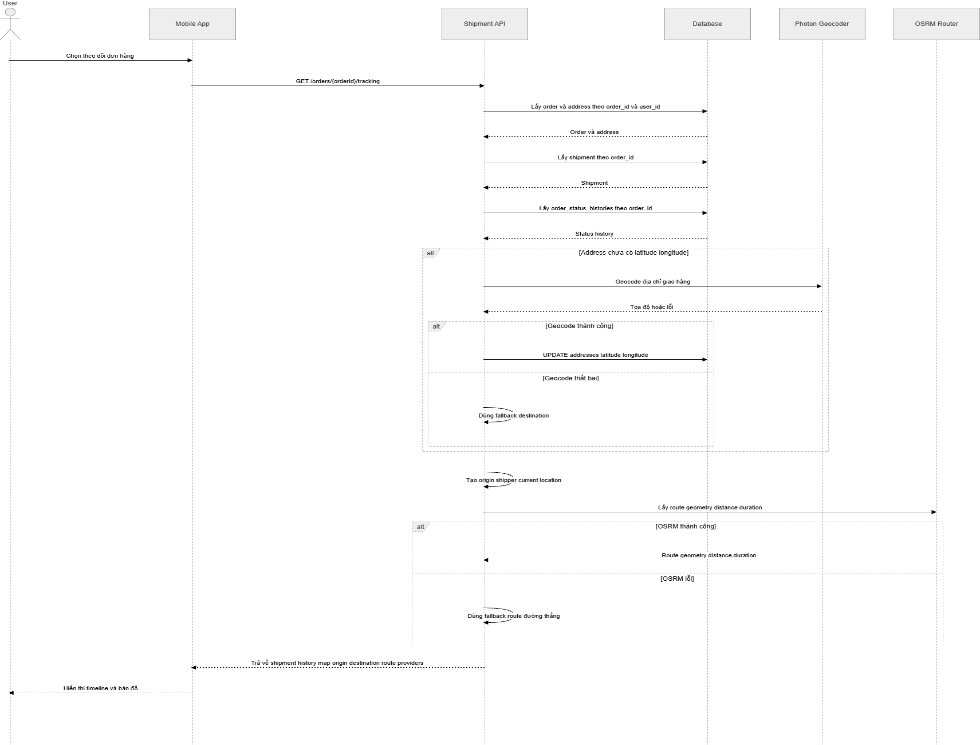 User
Mobile App
Shipment API
Database
Photon Geocoder
OSRM Router
Chọn theo dõi đơn hàng
GET /orders/{orderId}/tracking
Lấy order và address theo order_id và user_id
Order và address
Lấy shipment theo order_id
Shipment
Lấy order_status_histories theo order_id
Status history
alt
[Address chưa có latitude longitude]
Geocode địa chỉ giao hàng
Tọa độ hoặc lỗi
alt
[Geocode thành công]
UPDATE addresses latitude longitude
[Geocode thất bại]
Dùng fallback destination
Tạo origin shipper current location
Lấy route geometry distance duration
alt
[OSRM thành công]
Route geometry distance duration
[OSRM lỗi]
Dùng fallback route đường thẳng
Trả về shipment history map origin destination route providers
Hiển thị timeline và bản đồ